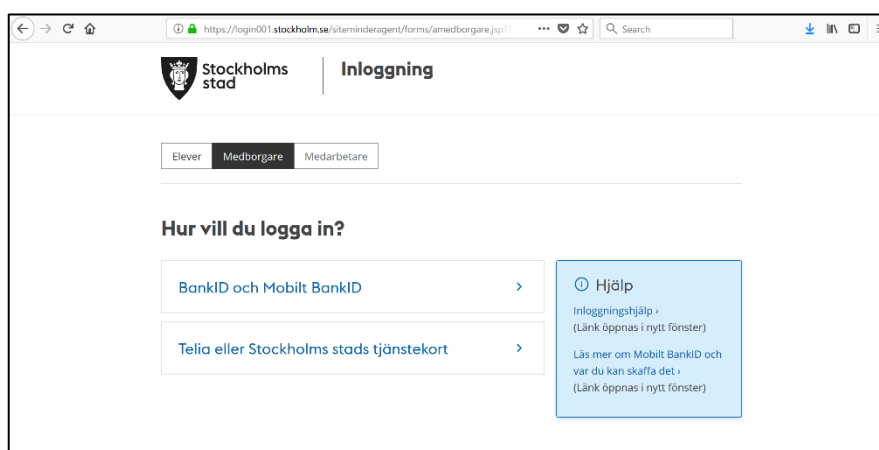 https://login001.stockholm.se/siteminderagent/forms/amedborgare.jsp?
Search
Stockholms
stad
Inloggning
Elever
Medborgare
Medarbetare
Hur vill du logga in?
BankID och Mobilt BankID
Telia eller Stockholms stads tjänstekort
Hjälp
Inloggningshjälp ›
(Länk öppnas i nytt fönster)
Läs mer om Mobilt BankID och
var du kan skaffa det ›
(Länk öppnas i nytt fönster)